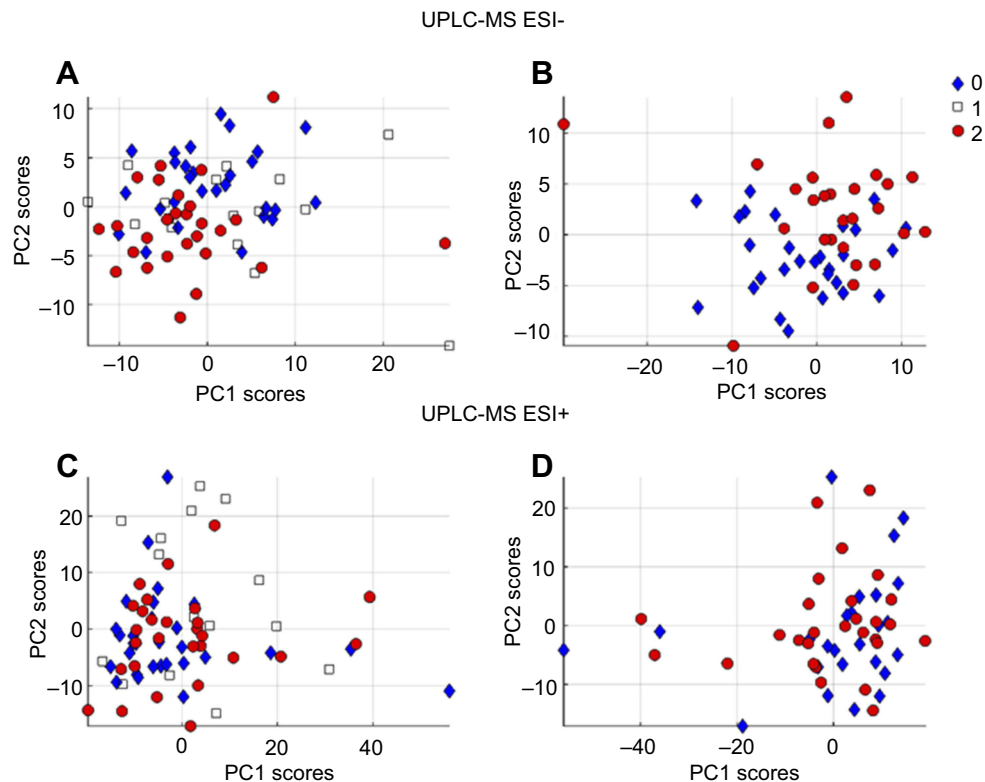 UPLC-MS ESI-
A
B
0
1
2
10
5
0
–5
–10
PC2 scores
–10
0
10
20
PC1 scores
10
5
0
–5
–10
PC2 scores
–20
–10
0
10
PC1 scores
UPLC-MS ESI+
C
D
20
10
0
–10
PC2 scores
0
20
40
PC1 scores
20
10
0
–10
PC2 scores
–40
–20
0
PC1 scores